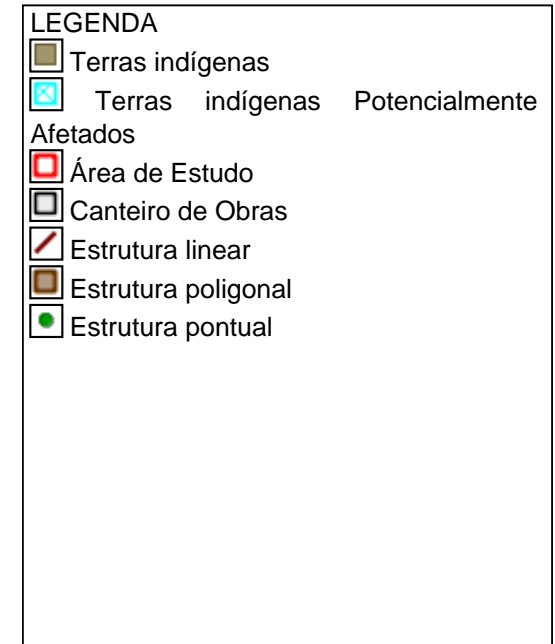 LEGENDA
Terras indígenas
Terras indígenas Potencialmente
Afetados
Área de Estudo
Canteiro de Obras
Estrutura linear
Estrutura poligonal
Estrutura pontual